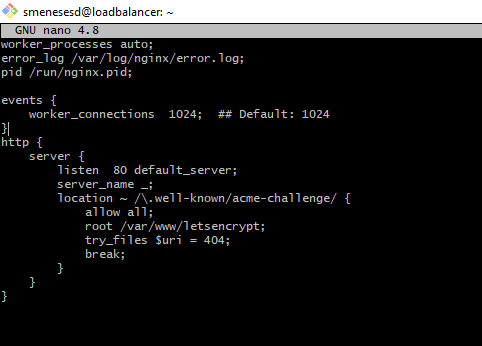 smenesesd@loadbalancer: ~
GNU nano 4.8
worker_processes auto;
error_log /var/log/nginx/error.log;
pid /run/nginx.pid;
events {
    worker_connections  1024;  ## Default: 1024
}
http {
    server {
        listen  80 default_server;
        server_name _;
        location ~ /\.well-known/acme-challenge/ {
            allow all;
            root /var/www/letsencrypt;
            try_files $uri = 404;
            break;
        }
    }
}